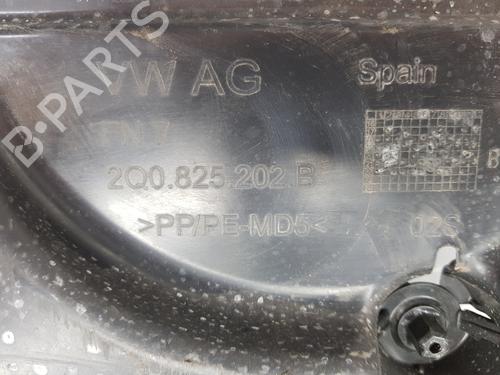 B-PARTS
VW AG
Spain
2Q0.825.202.B
>PP/PE-MD5<
02S